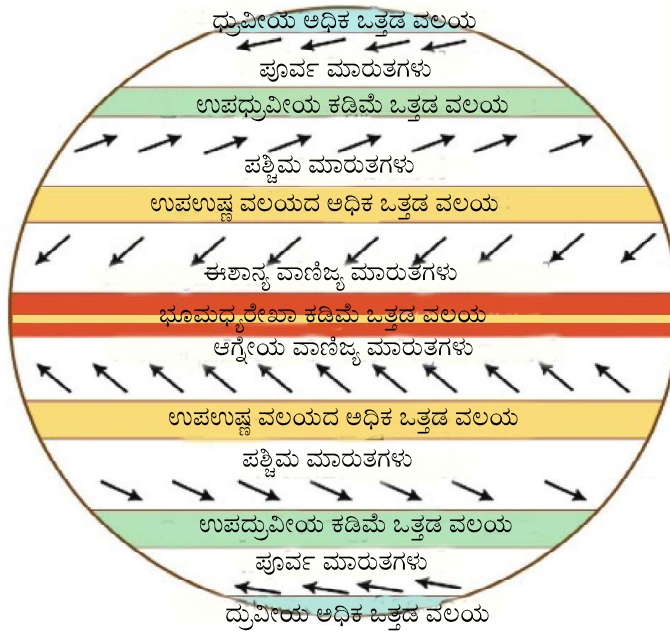 ಧ್ರುವೀಯ ಅಧಿಕ ಒತ್ತಡ ವಲಯ
ಪೂರ್ವ ಮಾರುತಗಳು
ಉಪಧ್ರುವೀಯ ಕಡಿಮೆ ಒತ್ತಡ ವಲಯ
ಪಶ್ಚಿಮ ಮಾರುತಗಳು
ಉಪಉಷ್ಣ ವಲಯದ ಅಧಿಕ ಒತ್ತಡ ವಲಯ
ಈಶಾನ್ಯ ವಾಣಿಜ್ಯ ಮಾರುತಗಳು
ಭೂಮಧ್ಯರೇಖಾ ಕಡಿಮೆ ಒತ್ತಡ ವಲಯ
ಆಗ್ನೇಯ ವಾಣಿಜ್ಯ ಮಾರುತಗಳು
ಉಪಉಷ್ಣ ವಲಯದ ಅಧಿಕ ಒತ್ತಡ ವಲಯ
ಪಶ್ಚಿಮ ಮಾರುತಗಳು
ಉಪದ್ರುವೀಯ ಕಡಿಮೆ ಒತ್ತಡ ವಲಯ
ಪೂರ್ವ ಮಾರುತಗಳು
ದ್ರುವೀಯ ಅಧಿಕ ಒತ್ತಡ ವಲಯ